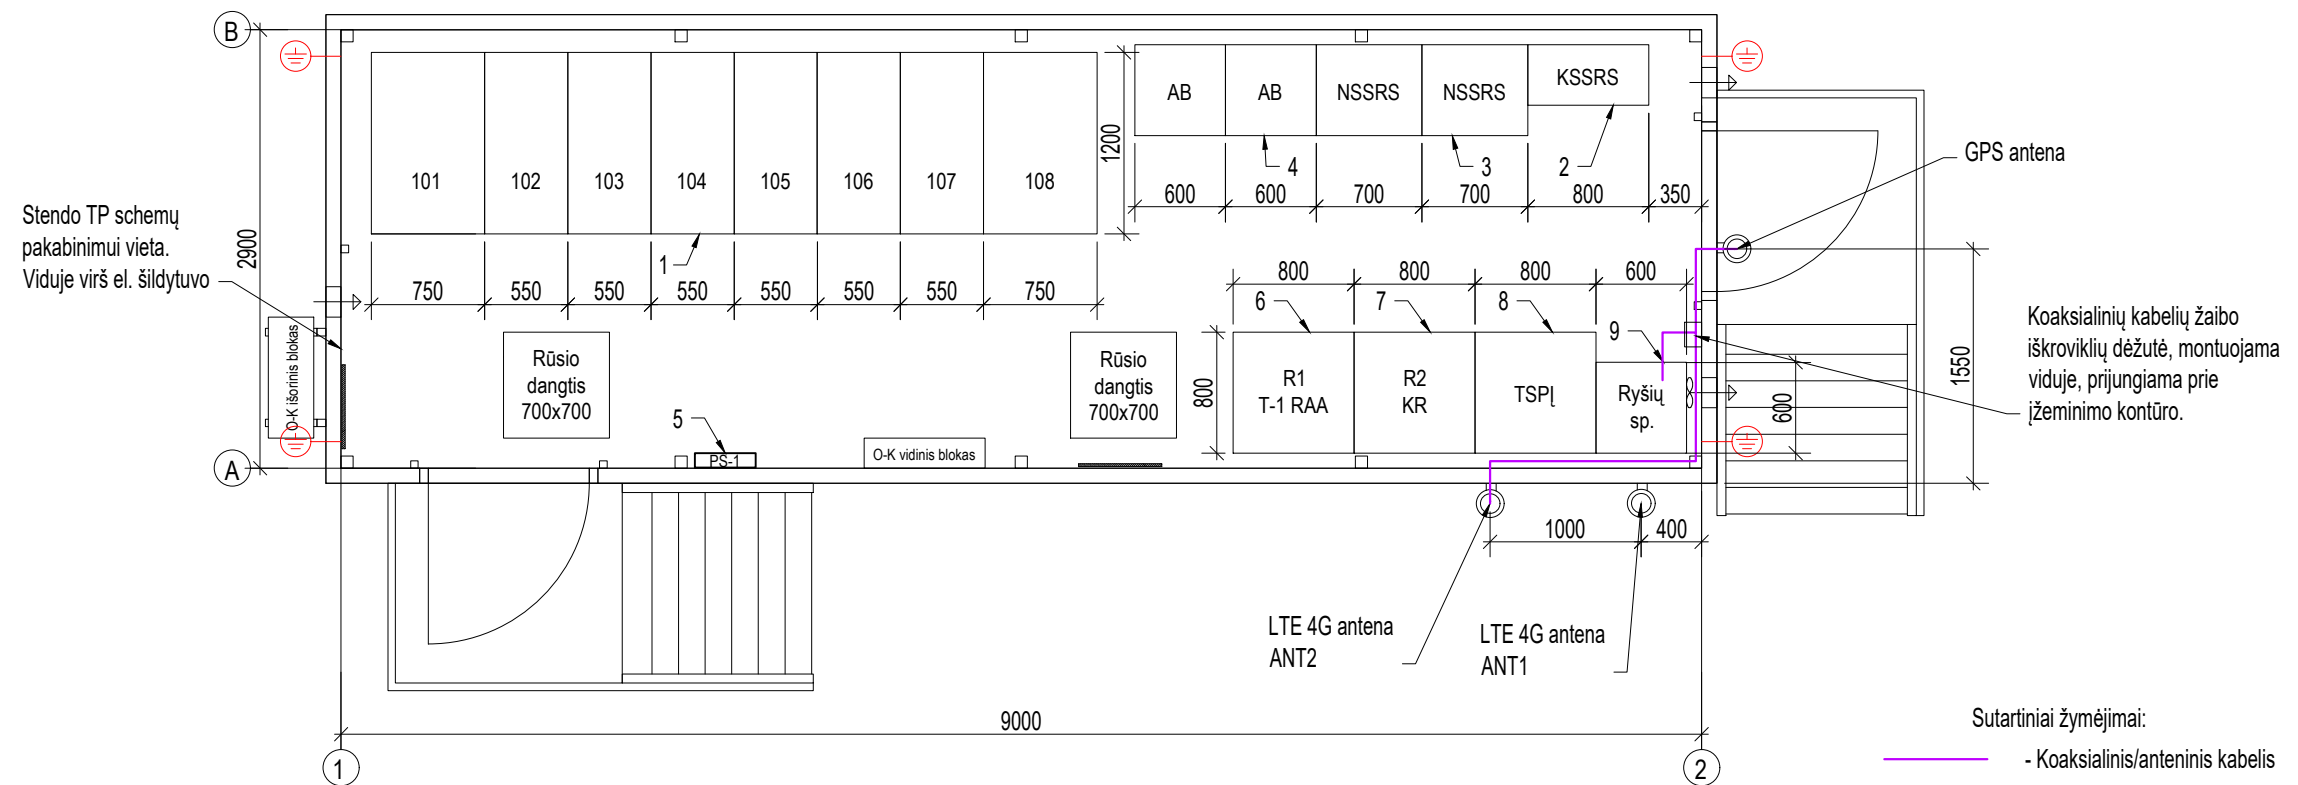 B
101
102
103
104
105
106
107
108
1200
AB
AB
NSSRS
NSSRS
KSSRS
4
3
2
600
600
700
700
800
350
GPS antena
Stendo TP schemų
pakabinimui vieta.
Viduje virš el. šildytuvo
2900
1
750
550
550
550
550
550
550
750
800
800
800
600
6
7
8
9
O-K išorinis blokas
Rūsio
dangtis
700x700
Rūsio
dangtis
700x700
800
R1
T-1 RAA
R2
KR
TSPĮ
Ryšių
sp.
600
1550
Koaksialinių kabelių žaibo
iškroviklių dėžutė, montuojama
viduje, prijungiama prie
įžeminimo kontūro.
5
PS-1
O-K vidinis blokas
A
1000
400
LTE 4G antena
ANT2
LTE 4G antena
ANT1
9000
1
2
Sutartiniai žymėjimai:
- Koaksialinis/anteninis kabelis